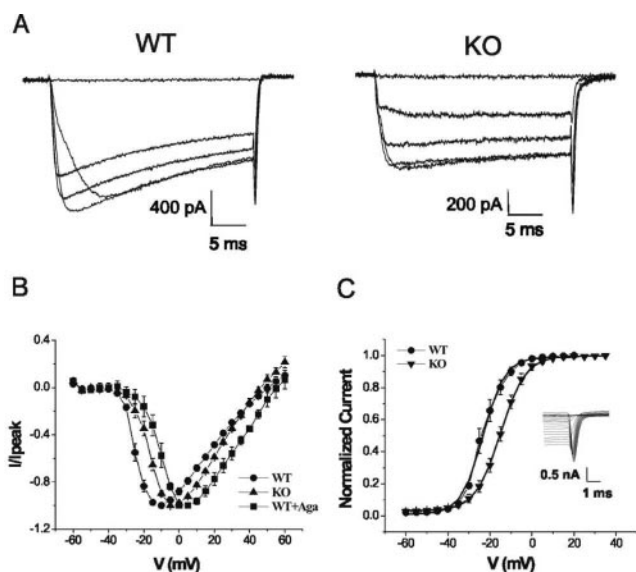 A
WT
KO
400 pA
5 ms
200 pA
5 ms
B
C
I/Ipeak
0.4
0.0
-0.4
-0.8
-1.2
-60 -40 -20 0 20 40 60
V (mV)
WT
KO
WT+Aga
Normalized Current
1.0
0.8
0.6
0.4
0.2
0.0
-60 -40 -20 0 20 40
V (mV)
WT
KO
0.5 nA
1 ms